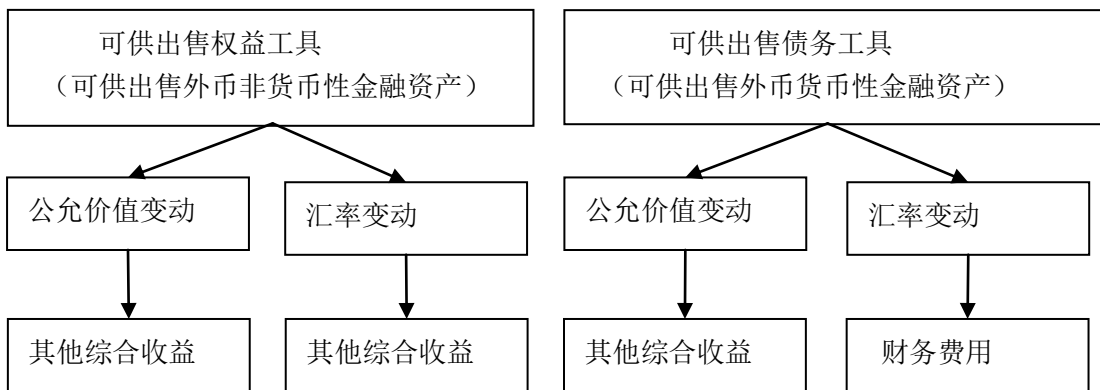 可供出售权益工具
（可供出售外币非货币性金融资产）
可供出售债务工具
（可供出售外币货币性金融资产）
公允价值变动
汇率变动
公允价值变动
汇率变动
其他综合收益
其他综合收益
其他综合收益
财务费用